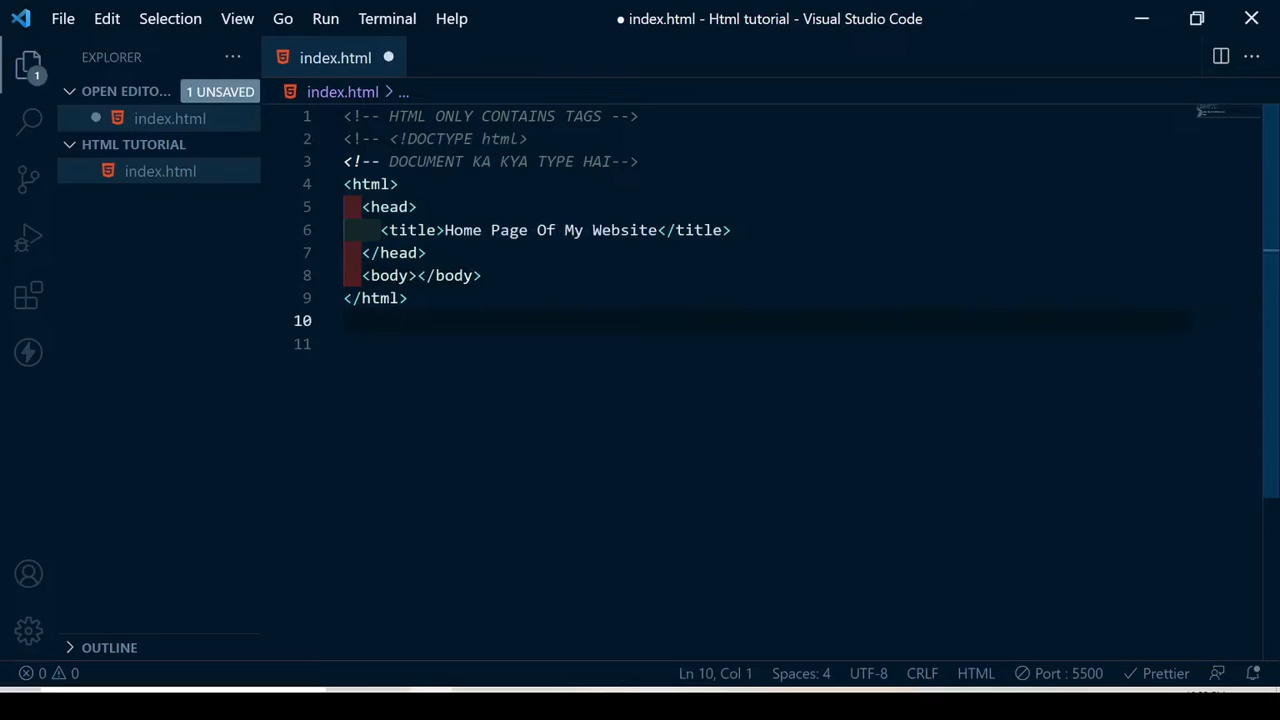 File Edit Selection View Go Run Terminal Help
● index.html - Html tutorial - Visual Studio Code
EXPLORER
1
OPEN EDITO... 1 UNSAVED
index.html
HTML TUTORIAL
index.html
OUTLINE
index.html
index.html > ...
1 <!-- HTML ONLY CONTAINS TAGS -->
2 <!-- <!DOCTYPE html>
3 <!-- DOCUMENT KA KYA TYPE HAI-->
4 <html>
5 <head>
6 <title>Home Page Of My Website</title>
7 </head>
8 <body></body>
9 </html>
10
11
0 0 Ln 10, Col 1 Spaces: 4 UTF-8 CRLF HTML Port : 5500 Prettier